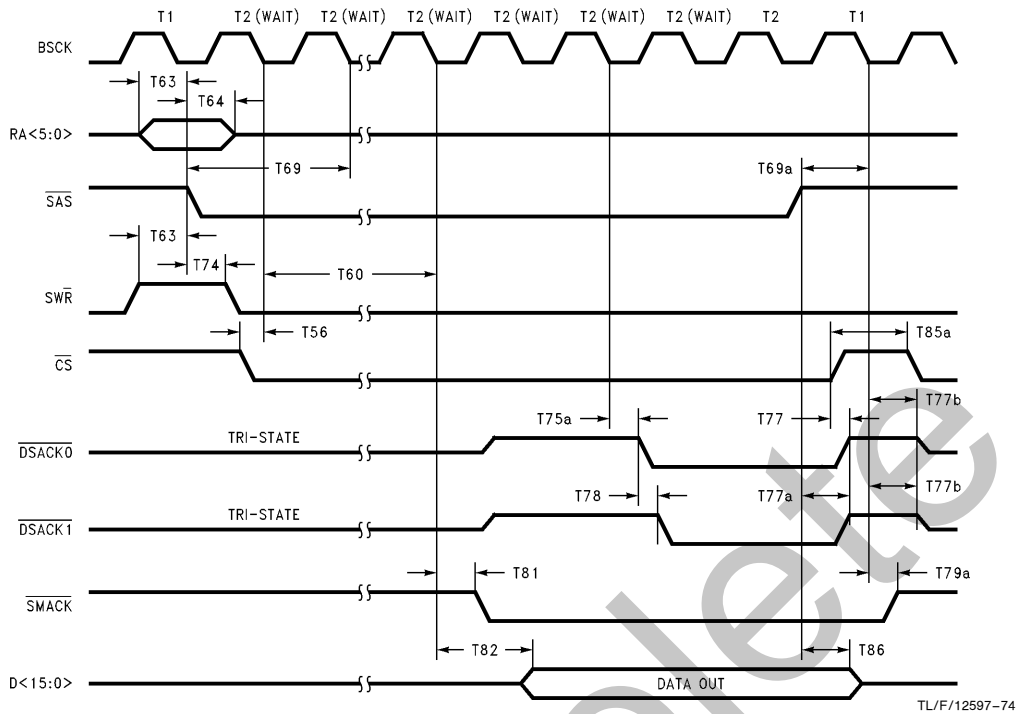 T1 T2 (WAIT) T2 (WAIT) T2 (WAIT) T2 (WAIT) T2 (WAIT) T2 (WAIT) T2 T1
BSCK
T63
T64
RA<5:0>
T69
T69a
SAS
T63
T74
T60
SWR
T56
T85a
CS
T77b
T75a
T77
TRI-STATE
DSACK0
T77b
T78
T77a
TRI-STATE
DSACK1
T81
T79a
SMACK
T82
T86
D<15:0>
DATA OUT
TL/F/12597-74